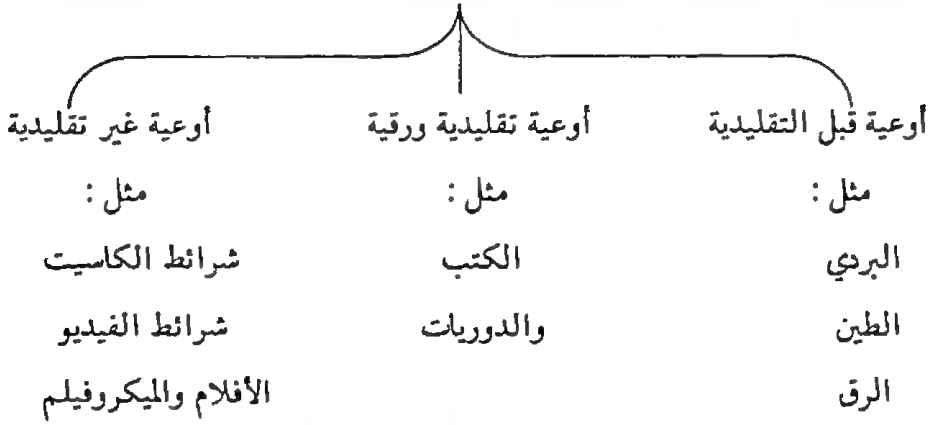 أوعية قبل التقليدية
مثل :
البردي
الطين
الرق
أوعية تقليدية ورقية
مثل :
الكتب
والدوريات
أوعية غير تقليدية
مثل :
شرائط الكاسيت
شرائط الفيديو
الأفلام والميكروفيلم